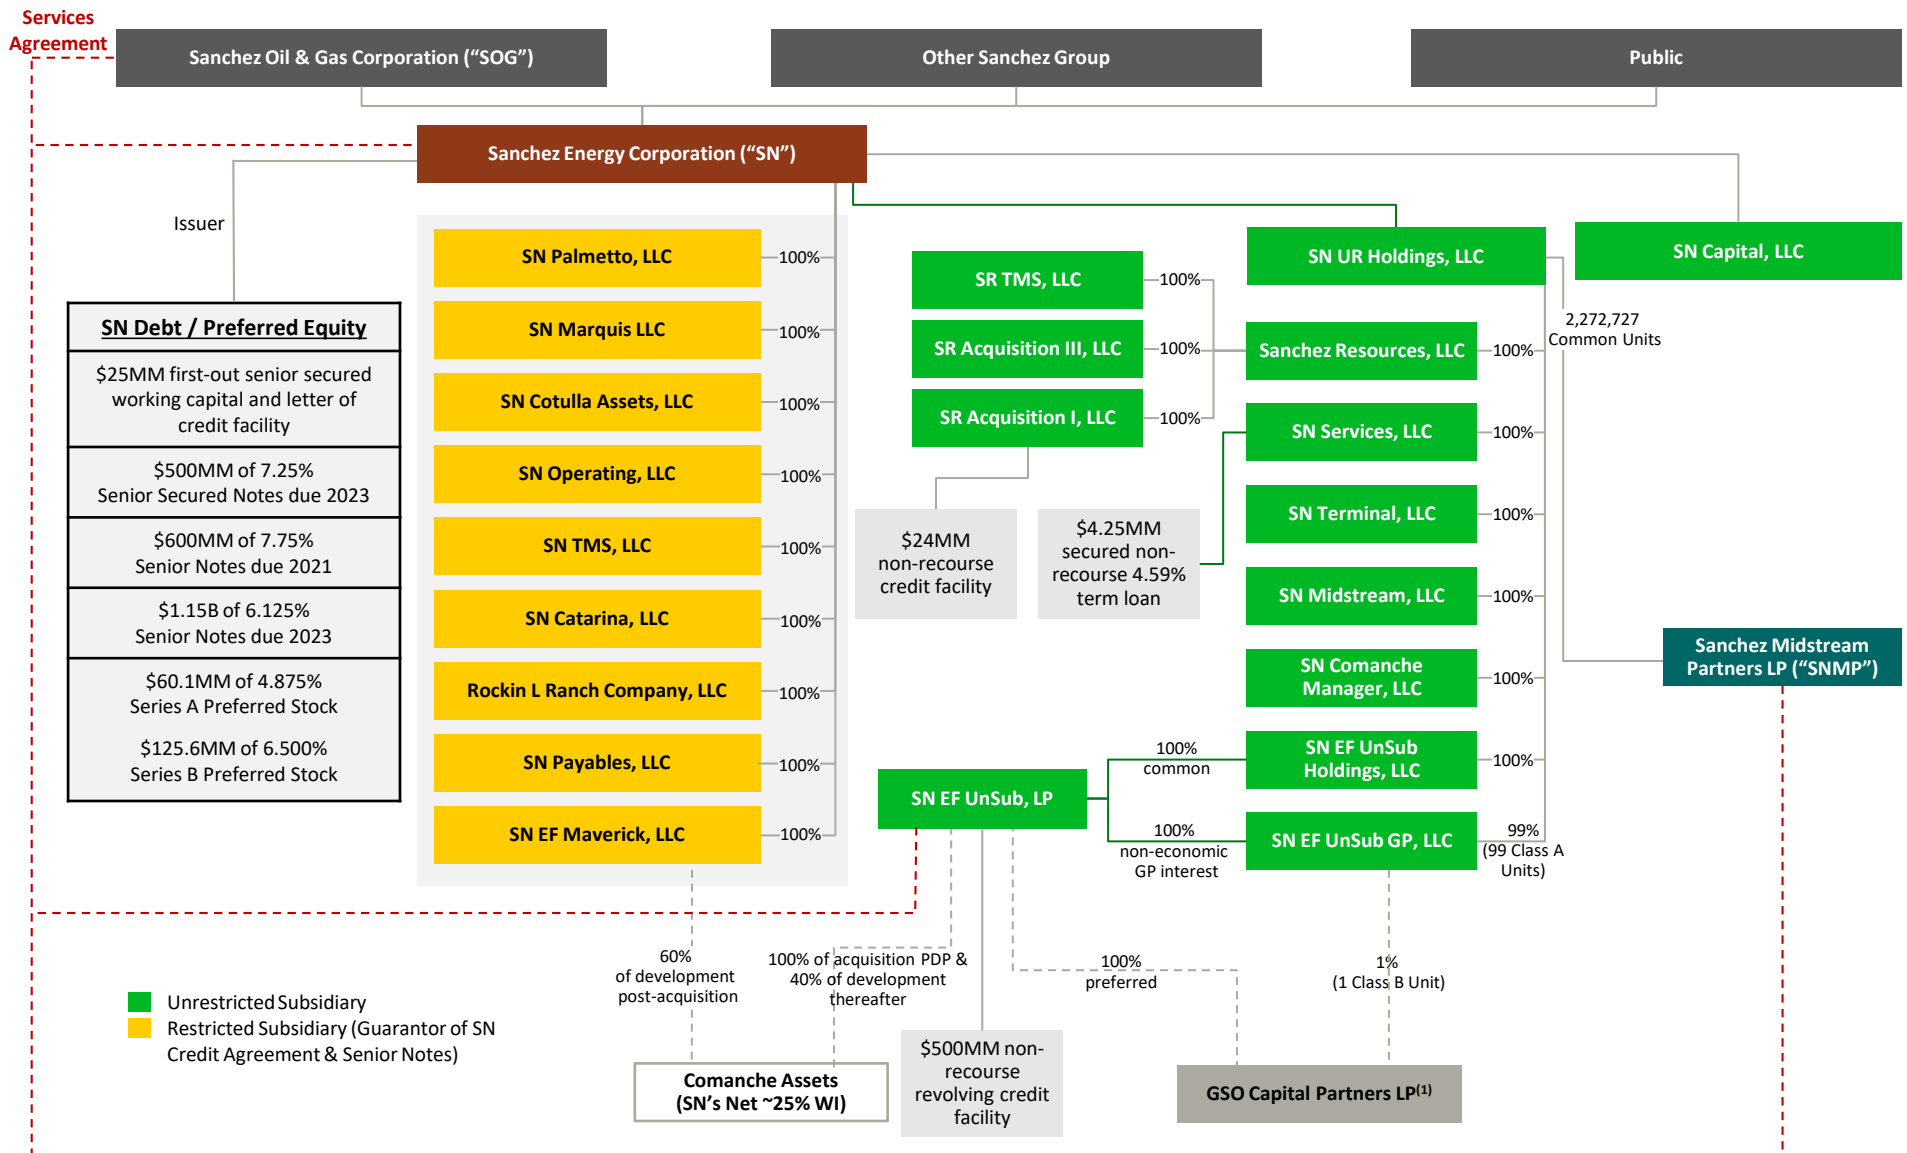 Services
Agreement
Sanchez Oil & Gas Corporation (“SOG”)
Other Sanchez Group
Public
Sanchez Energy Corporation (“SN”)
Issuer
SN Debt / Preferred Equity
$25MM first-out senior secured
working capital and letter of
credit facility
$500MM of 7.25%
Senior Secured Notes due 2023
$600MM of 7.75%
Senior Notes due 2021
$1.15B of 6.125%
Senior Notes due 2023
$60.1MM of 4.875%
Series A Preferred Stock
$125.6MM of 6.500%
Series B Preferred Stock
SN Palmetto, LLC
100%
SN Marquis LLC
100%
SN Cotulla Assets, LLC
100%
SN Operating, LLC
100%
SN TMS, LLC
100%
SN Catarina, LLC
100%
Rockin L Ranch Company, LLC
100%
SN Payables, LLC
100%
SN EF Maverick, LLC
100%
SR TMS, LLC
100%
SR Acquisition III, LLC
100%
SR Acquisition I, LLC
100%
$24MM
non-recourse
credit facility
$4.25MM
secured non-
recourse 4.59%
term loan
SN UR Holdings, LLC
SN Capital, LLC
2,272,727
Common Units
Sanchez Resources, LLC
100%
SN Services, LLC
100%
SN Terminal, LLC
100%
SN Midstream, LLC
100%
SN Comanche
Manager, LLC
100%
SN EF UnSub
Holdings, LLC
100%
SN EF UnSub GP, LLC
99%
(99 Class A
Units)
Sanchez Midstream
Partners LP (“SNMP”)
SN EF UnSub, LP
100%
common
100%
non-economic
GP interest
60%
of development
post-acquisition
100% of acquisition PDP &
40% of development
thereafter
100%
preferred
1%
(1 Class B Unit)
Unrestricted Subsidiary
Restricted Subsidiary (Guarantor of SN
Credit Agreement & Senior Notes)
Comanche Assets
(SN’s Net ~25% WI)
$500MM non-
recourse
revolving credit
facility
GSO Capital Partners LP(1)